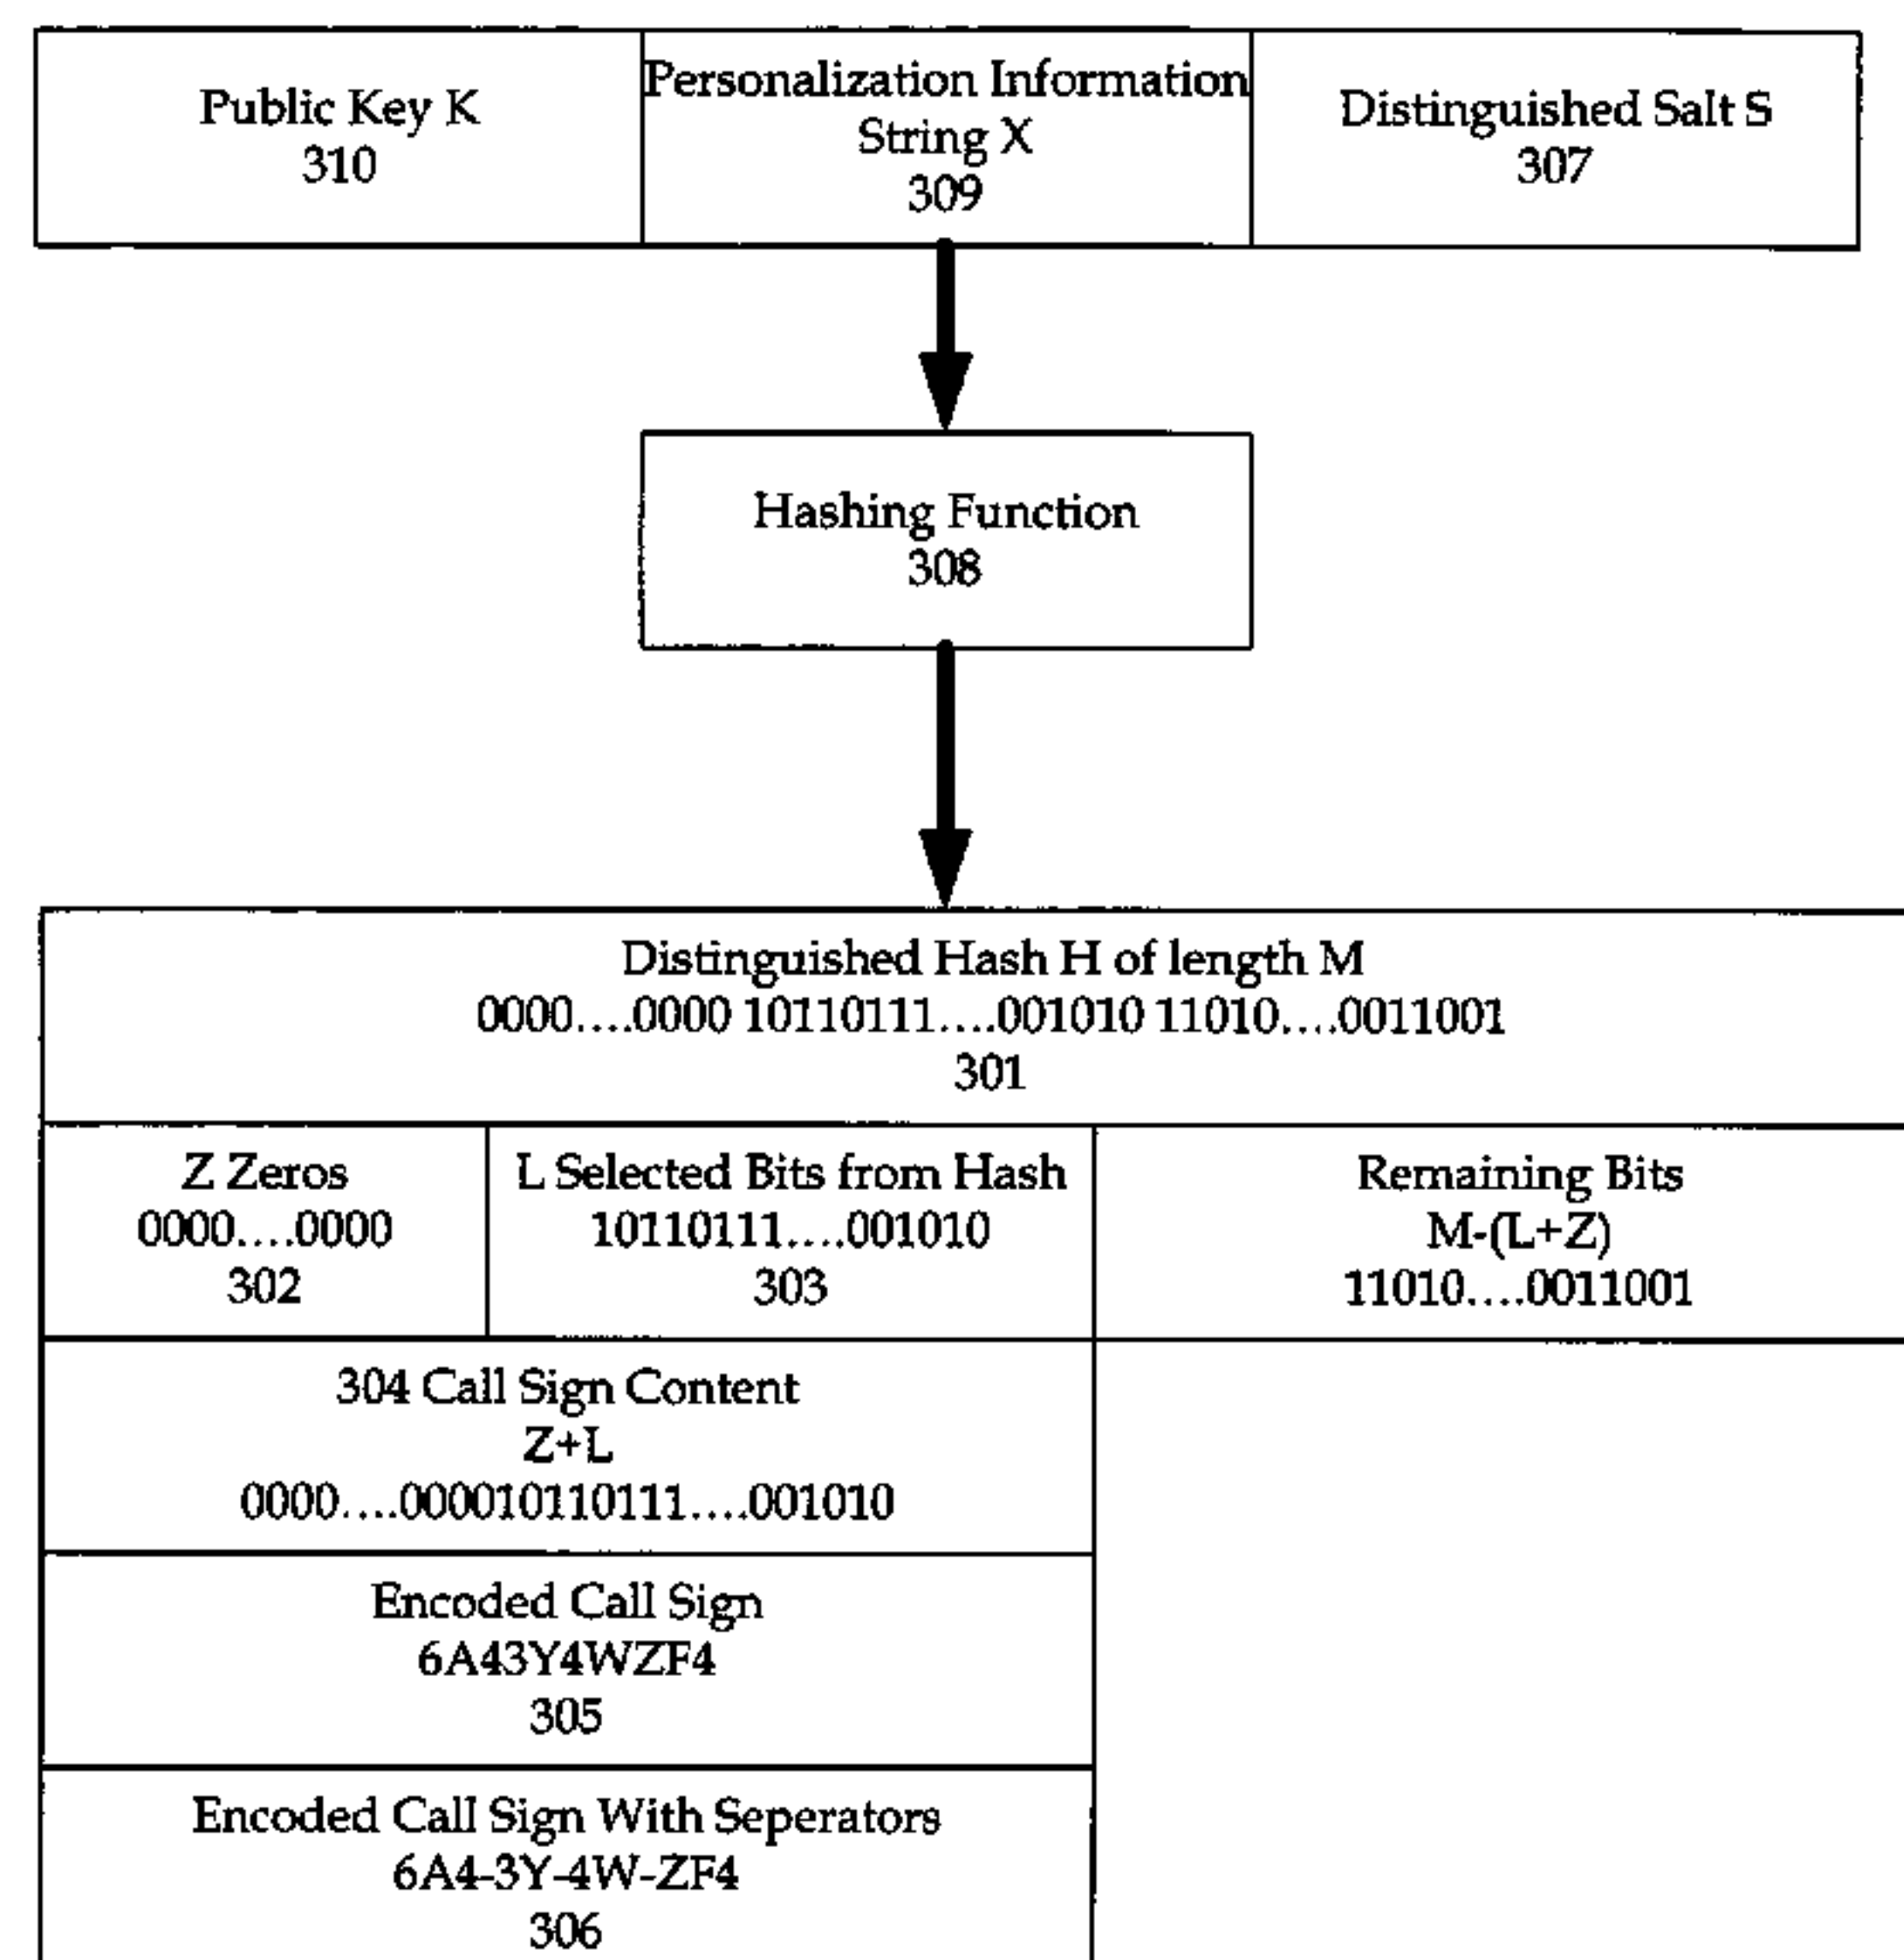 Public Key K
310
Personalization Information
String X
309
Distinguished Salt S
307
Hashing Function
308
Distinguished Hash H of length M
0000....0000 10110111....001010 11010....0011001
301
Z Zeros
0000....0000
302
L Selected Bits from Hash
10110111....001010
303
Remaining Bits
M-(L+Z)
11010....0011001
304 Call Sign Content
Z+L
0000....000010110111....001010
Encoded Call Sign
6A43Y4WZF4
305
Encoded Call Sign With Seperators
6A4-3Y-4W-ZF4
306